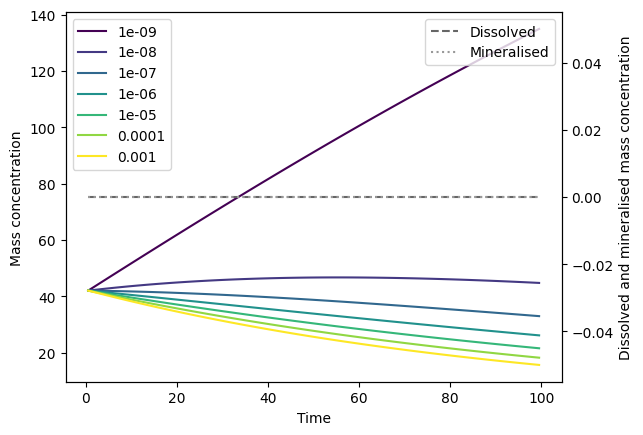 1e-09
1e-08
1e-07
1e-06
1e-05
0.0001
0.001
Dissolved
Mineralised
140
120
100
80
60
40
20
Mass concentration
0
20
40
60
80
100
Time
0.04
0.02
0.00
−0.02
−0.04
Dissolved and mineralised mass concentration